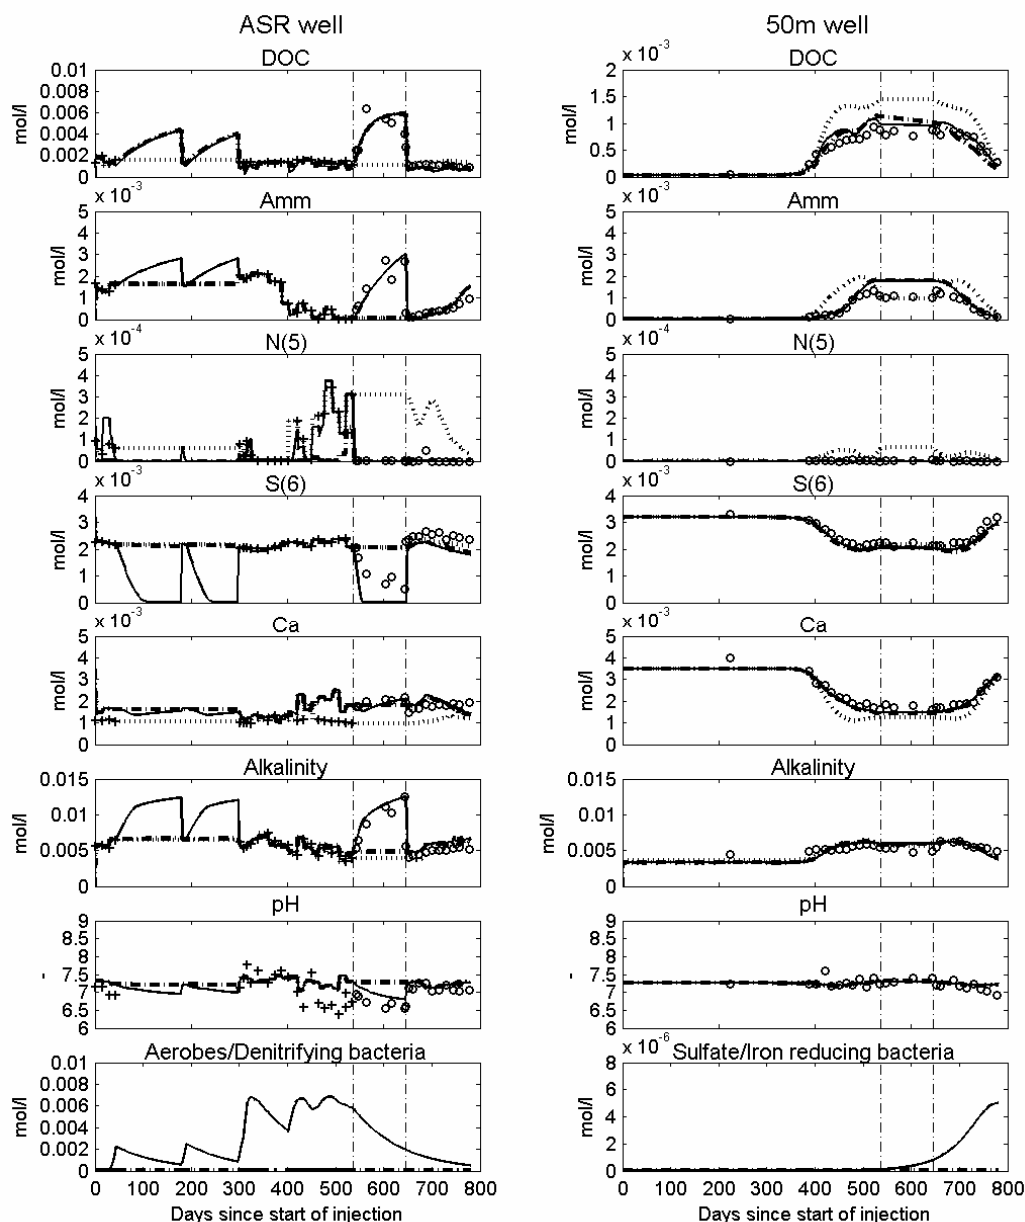 ASR well
DOC
0.01
0.008
0.006
0.004
0.002
0
mol/l
x 10-3
Amm
5
4
3
2
1
0
mol/l
x 10-4
N(5)
5
4
3
2
1
0
mol/l
x 10-3
S(6)
4
3
2
1
0
mol/l
x 10-3
Ca
5
4
3
2
1
0
mol/l
Alkalinity
0.015
0.01
0.005
0
mol/l
pH
9
8.5
8
7.5
7
6.5
6
-
Aerobes/Denitrifying bacteria
0.01
0.008
0.006
0.004
0.002
0
mol/l
0 100 200 300 400 500 600 700 800
Days since start of injection
50m well
x 10-3
DOC
2
1.5
1
0.5
0
mol/l
Amm
5
4
3
2
1
0
mol/l
x 10-4
N(5)
5
4
3
2
1
0
mol/l
x 10-3
S(6)
4
3
2
1
0
mol/l
x 10-3
Ca
5
4
3
2
1
0
mol/l
Alkalinity
0.015
0.01
0.005
0
mol/l
pH
9
8.5
8
7.5
7
6.5
6
-
x 10-6
Sulfate/Iron reducing bacteria
8
6
4
2
0
mol/l
0 100 200 300 400 500 600 700 800
Days since start of injection